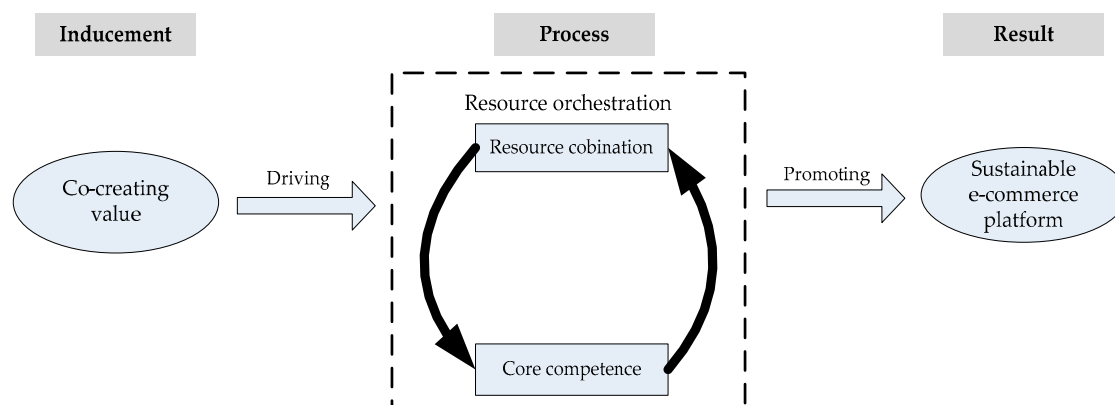 Inducement
Process
Result
Resource orchestration
Resource cobination
Co-creating
value
Driving
Promoting
Sustainable
e-commerce
platform
Core competence